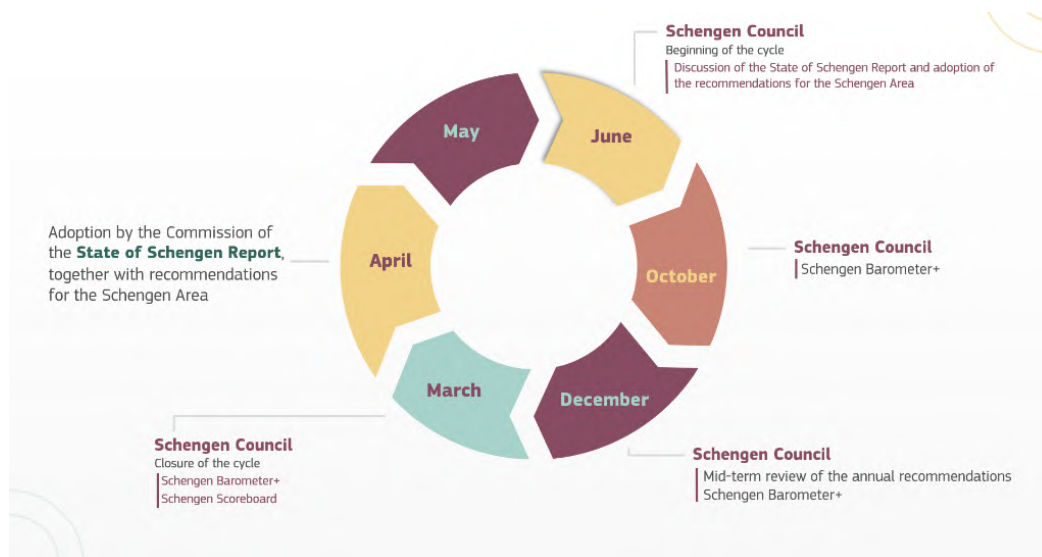 Schengen Council
Beginning of the cycle
Discussion of the State of Schengen Report and adoption of
the recommendations for the Schengen Area
May
June
Adoption by the Commission of
the State of Schengen Report,
together with recommendations
for the Schengen Area
April
October
Schengen Council
Schengen Barometer+
March
December
Schengen Council
Closure of the cycle
Schengen Barometer+
Schengen Scoreboard
Schengen Council
Mid-term review of the annual recommendations
Schengen Barometer+